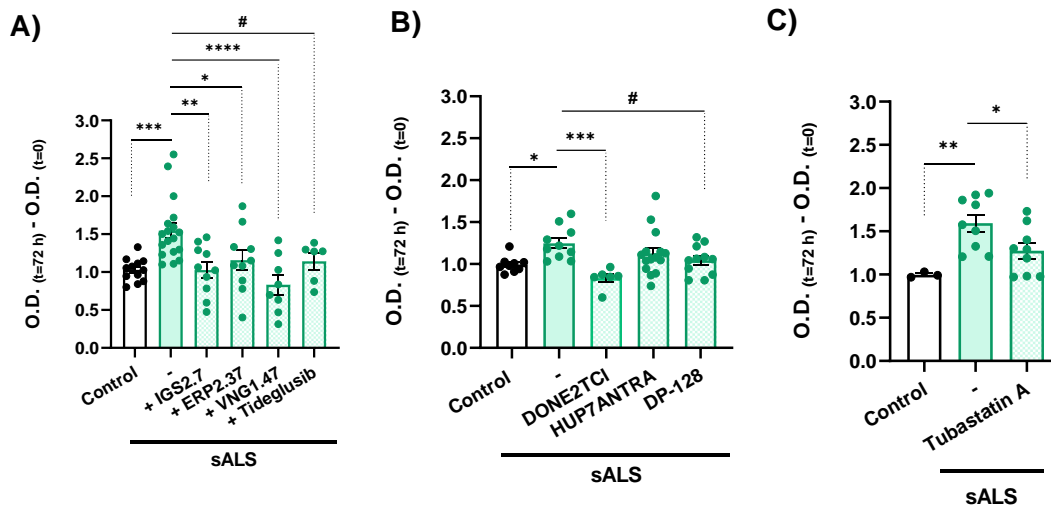 A)
#
****
*
**
***
O.D. (t=72 h) - O.D. (t=0)
3.0
2.5
2.0
1.5
1.0
0.5
0.0
Control
-
+ IGS2.7
+ ERP2.37
+ VNG1.47
+ Tideglusib
sALS
B)
#
***
*
O.D. (t=72 h) - O.D. (t=0)
3.0
2.5
2.0
1.5
1.0
0.5
0.0
Control
-
DONE2TCI
HUP7ANTRA
DP-128
sALS
C)
*
**
O.D. (t=72 h) - O.D. (t=0)
3.0
2.5
2.0
1.5
1.0
0.5
0.0
Control
-
Tubastatin A
sALS